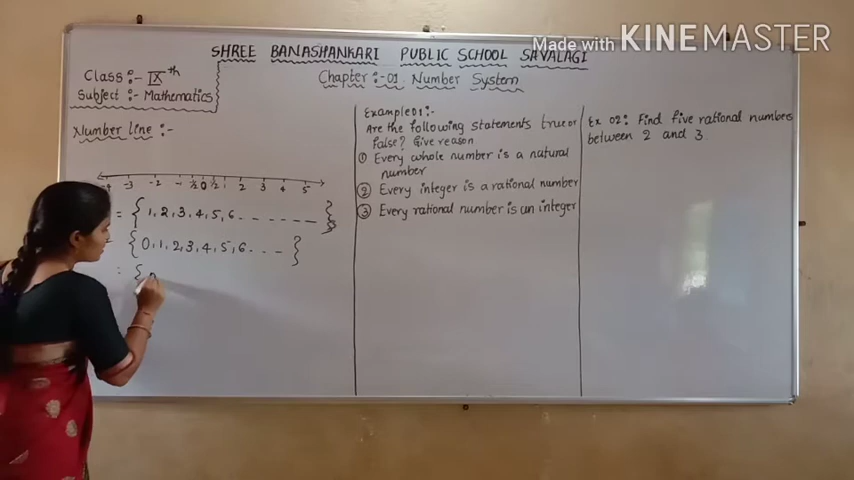 Made with KINEMASTER
SHREE BANASHANKARI PUBLIC SCHOOL SAVALAGI
Class :- IX th
Subject :- Mathematics
Chapter :-01 Number System
Number line :-
-3 -2 -1 -½ 0 ½ 1 2 3 4 5
= { 1, 2, 3, 4, 5, 6 - - - - - - - }
{ 0, 1, 2, 3, 4, 5, 6 - - - - }
: {
Example 01 :-
Are the following statements true or
false? Give reason
① Every whole number is a natural
number
② Every integer is a rational number
③ Every rational number is an integer
Ex 02: Find five rational numbers
between 2 and 3.